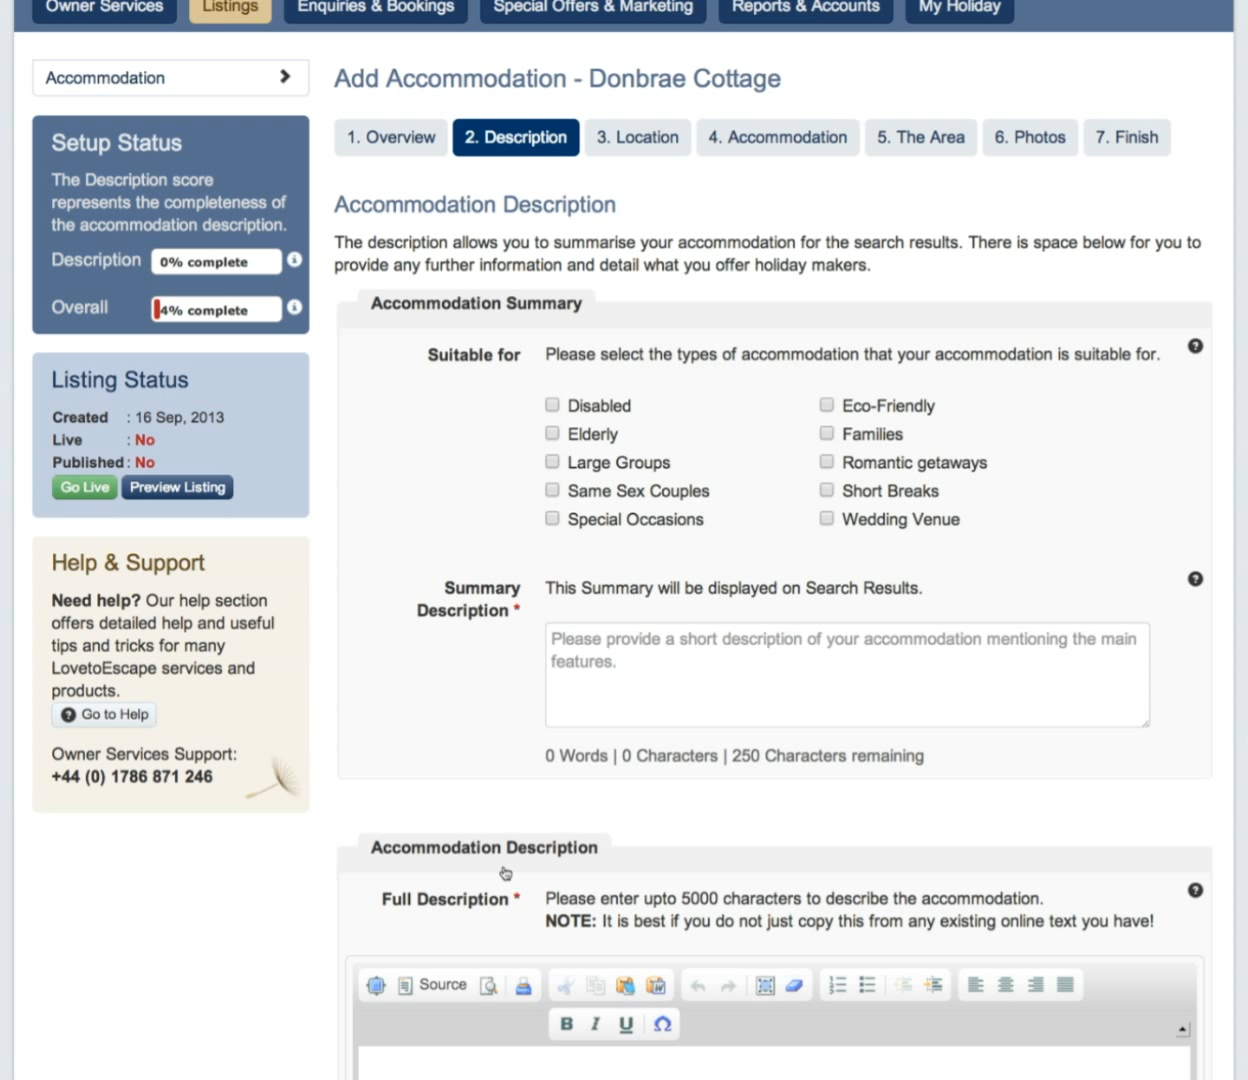 Owner Services
Listings
Enquiries & Bookings
Special Offers & Marketing
Reports & Accounts
My Holiday
Accommodation
Setup Status
The Description score
represents the completeness of
the accommodation description.
Description 0% complete
Overall 4% complete
Listing Status
Created : 16 Sep, 2013
Live : No
Published : No
Go Live Preview Listing
Help & Support
Need help? Our help section
offers detailed help and useful
tips and tricks for many
LovetoEscape services and
products.
Go to Help
Owner Services Support:
+44 (0) 1786 871 246
Add Accommodation - Donbrae Cottage
1. Overview 2. Description 3. Location 4. Accommodation 5. The Area 6. Photos 7. Finish
Accommodation Description
The description allows you to summarise your accommodation for the search results. There is space below for you to
provide any further information and detail what you offer holiday makers.
Accommodation Summary
Suitable for Please select the types of accommodation that your accommodation is suitable for.
Disabled Eco-Friendly
Elderly Families
Large Groups Romantic getaways
Same Sex Couples Short Breaks
Special Occasions Wedding Venue
Summary This Summary will be displayed on Search Results.
Description *
Please provide a short description of your accommodation mentioning the main
features.
0 Words | 0 Characters | 250 Characters remaining
Accommodation Description
Full Description * Please enter upto 5000 characters to describe the accommodation.
NOTE: It is best if you do not just copy this from any existing online text you have!
Source
B I U Ω